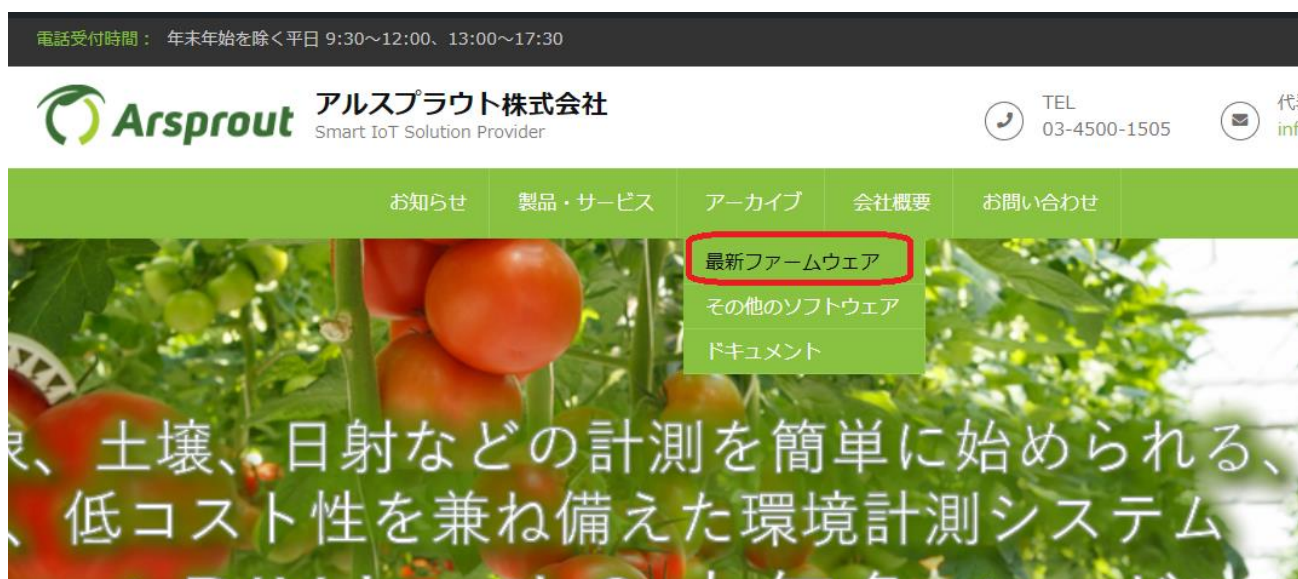 電話受付時間： 年末年始を除く平日 9:30～12:00、13:00～17:30
Arsprout
アルスプラウト株式会社
Smart IoT Solution Provider
TEL
03-4500-1505
お知らせ
製品・サービス
アーカイブ
会社概要
お問い合わせ
最新ファームウェア
その他のソフトウェア
ドキュメント
、土壌、日射などの計測を簡単に始められる、
、低コスト性を兼ね備えた環境計測システム